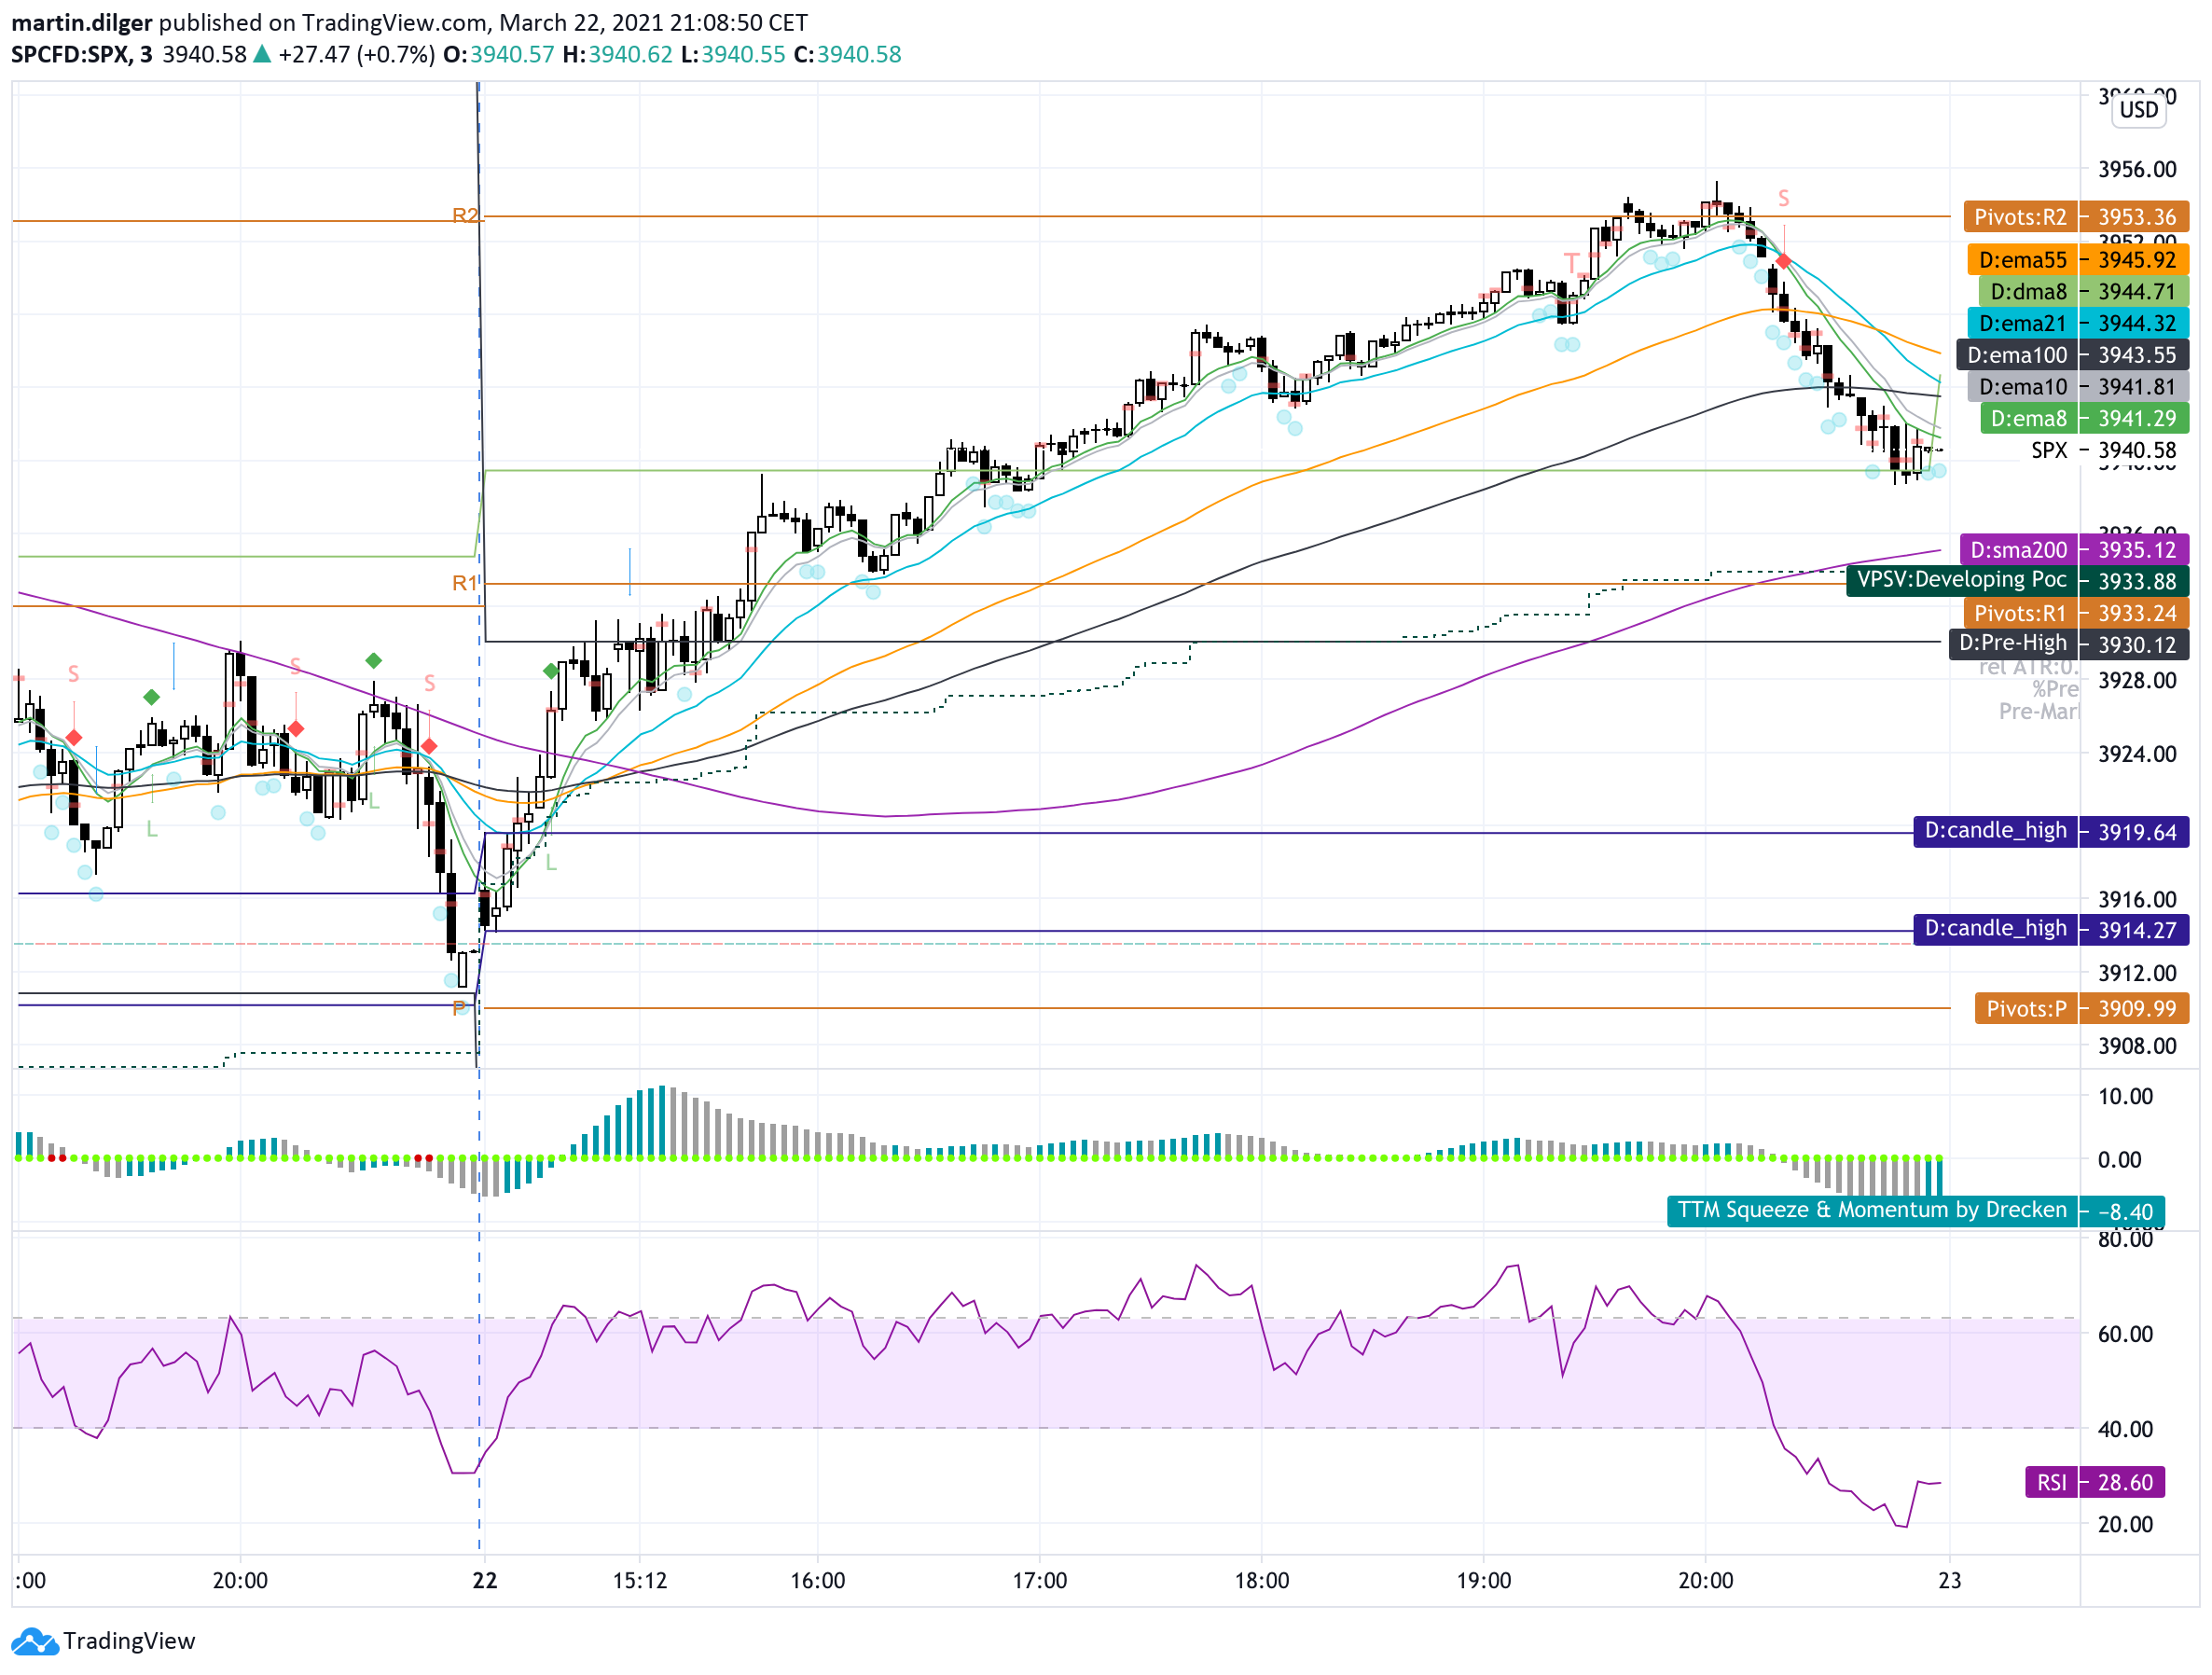 martin.dilger published on TradingView.com, March 22, 2021 21:08:50 CET
SPCFD:SPX, 3 3940.58 ▲ +27.47 (+0.7%) O:3940.57 H:3940.62 L:3940.55 C:3940.58
USD
3956.00
S
R2
Pivots:R2 3953.36
T
D:ema55 3945.92
D:dma8 3944.71
D:ema21 3944.32
D:ema100 3943.55
D:ema10 3941.81
D:ema8 3941.29
SPX 3940.58
D:sma200 3935.12
R1
VPSV:Developing Poc 3933.88
Pivots:R1 3933.24
D:Pre-High 3930.12
rel ATR:0.
S
S
S
3928.00
%Pre
Pre-Mar
3924.00
L
L
L
D:candle_high 3919.64
3916.00
D:candle_high 3914.27
3912.00
P
Pivots:P 3909.99
3908.00
10.00
0.00
TTM Squeeze & Momentum by Drecken −8.40
80.00
60.00
40.00
RSI 28.60
20.00
:00 20:00 22 15:12 16:00 17:00 18:00 19:00 20:00 23
TradingView